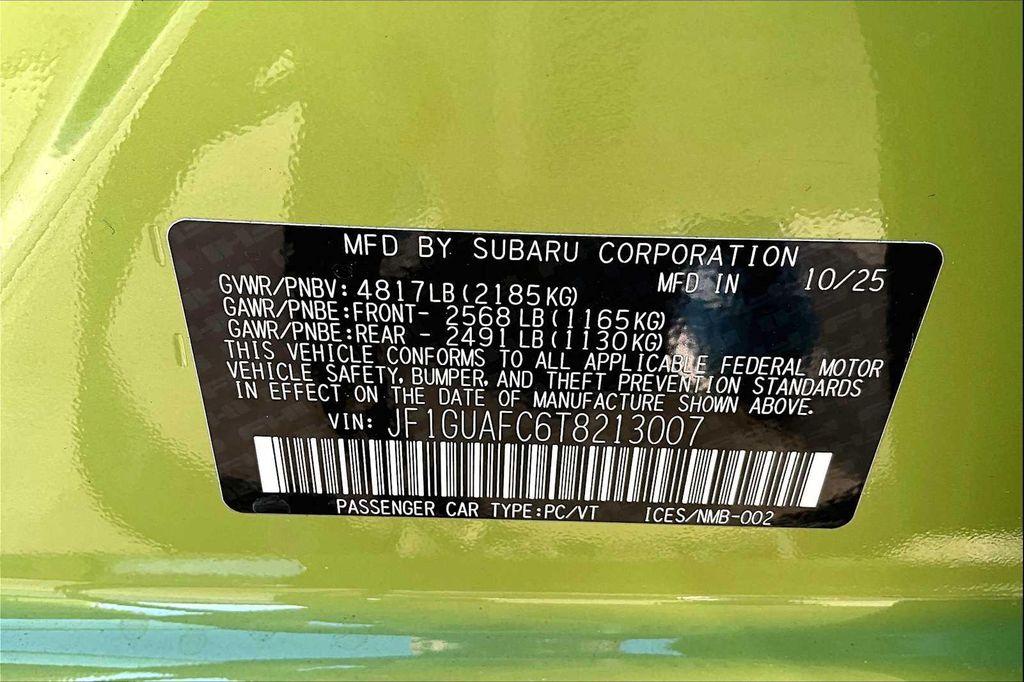 MFD BY SUBARU CORPORATION
MFD IN 10/25
GVWR/PNBV: 4817LB(2185KG)
GAWR/PNBE:FRONT- 2568 LB(1165KG)
GAWR/PNBE:REAR - 2491 LB(1130KG)
THIS VEHICLE CONFORMS TO ALL APPLICABLE FEDERAL MOTOR
VEHICLE SAFETY, BUMPER, AND THEFT PREVENTION STANDARDS
IN EFFECT ON THE DATE OF MANUFACTURE SHOWN ABOVE.
VIN: JF1GUAFC6T8213007
PASSENGER CAR TYPE:PC/VT ICES/NMB-002